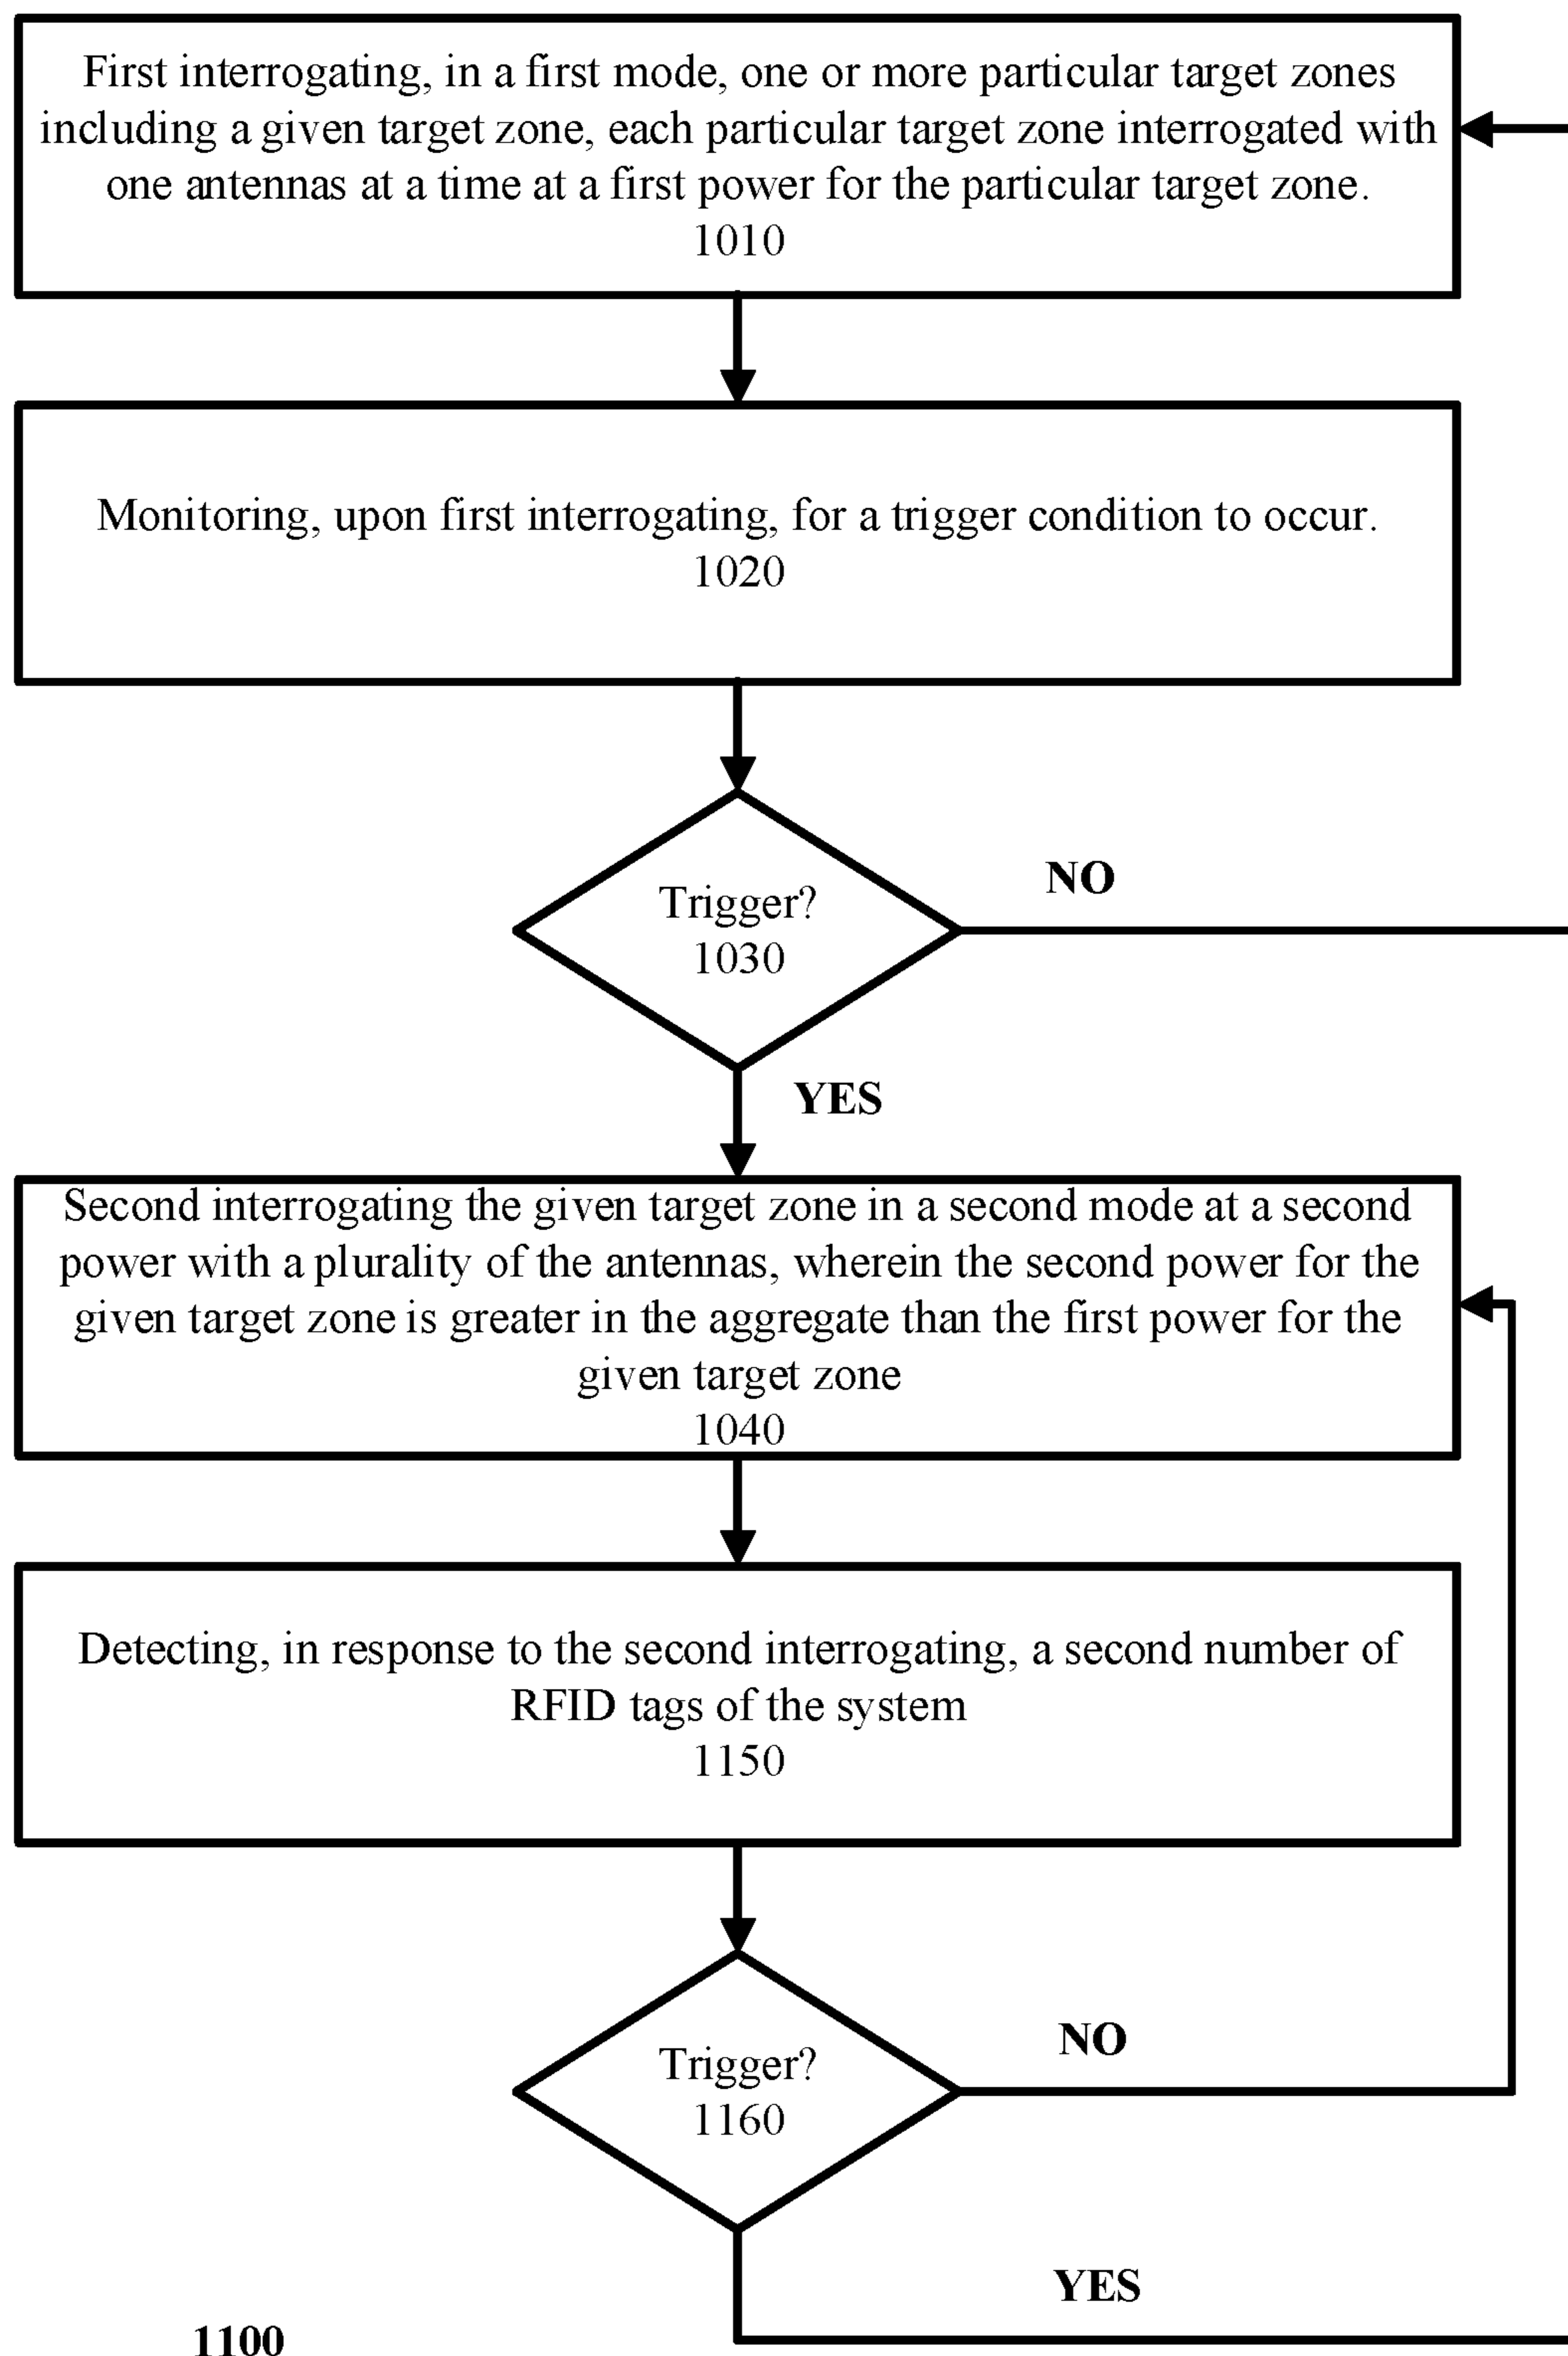 First interrogating, in a first mode, one or more particular target zones
including a given target zone, each particular target zone interrogated with
one antennas at a time at a first power for the particular target zone.
1010
Monitoring, upon first interrogating, for a trigger condition to occur.
1020
Trigger?
1030
NO
YES
Second interrogating the given target zone in a second mode at a second
power with a plurality of the antennas, wherein the second power for the
given target zone is greater in the aggregate than the first power for the
given target zone
1040
Detecting, in response to the second interrogating, a second number of
RFID tags of the system
1150
Trigger?
1160
NO
YES
1100